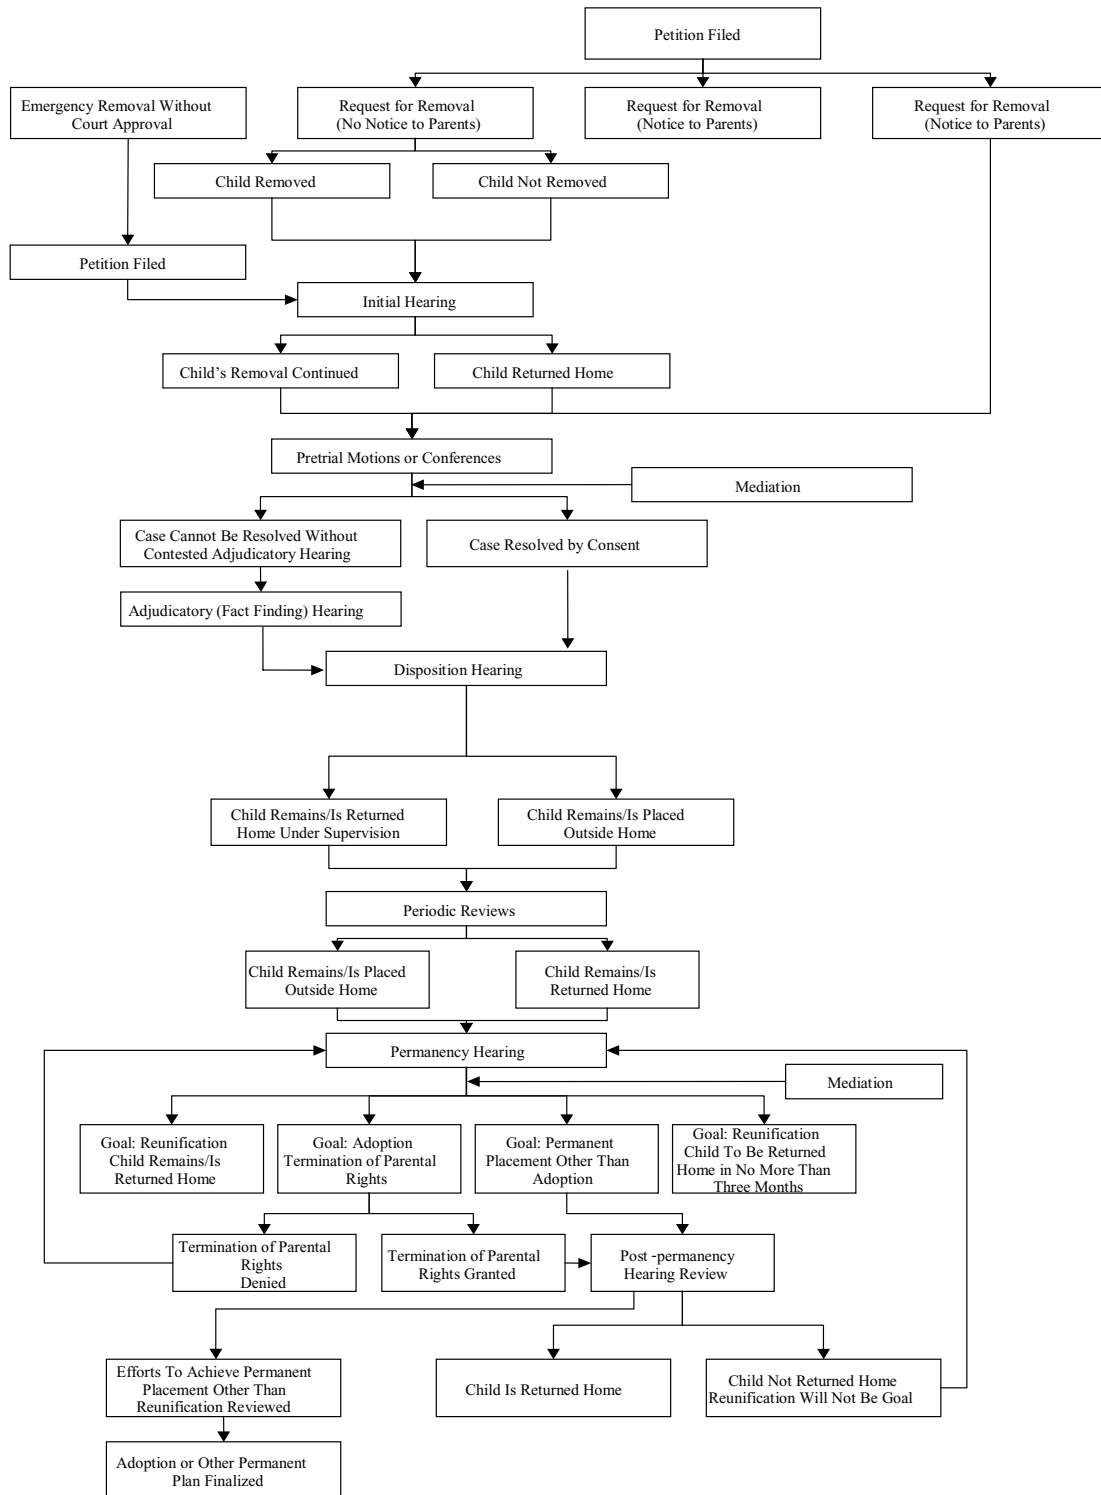 Petition Filed
Emergency Removal Without
Court Approval
Request for Removal
(No Notice to Parents)
Request for Removal
(Notice to Parents)
Request for Removal
(Notice to Parents)
Child Removed
Child Not Removed
Petition Filed
Initial Hearing
Child’s Removal Continued
Child Returned Home
Pretrial Motions or Conferences
Mediation
Case Cannot Be Resolved Without
Contested Adjudicatory Hearing
Case Resolved by Consent
Adjudicatory (Fact Finding) Hearing
Disposition Hearing
Child Remains/Is Returned
Home Under Supervision
Child Remains/Is Placed
Outside Home
Periodic Reviews
Child Remains/Is Placed
Outside Home
Child Remains/Is
Returned Home
Permanency Hearing
Mediation
Goal: Reunification
Child Remains/Is
Returned Home
Goal: Adoption
Termination of Parental
Rights
Goal: Permanent
Placement Other Than
Adoption
Goal: Reunification
Child To Be Returned
Home in No More Than
Three Months
Termination of Parental
Rights
Denied
Termination of Parental
Rights Granted
Post -permanency
Hearing Review
Efforts To Achieve Permanent
Placement Other Than
Reunification Reviewed
Child Is Returned Home
Child Not Returned Home
Reunification Will Not Be Goal
Adoption or Other Permanent
Plan Finalized